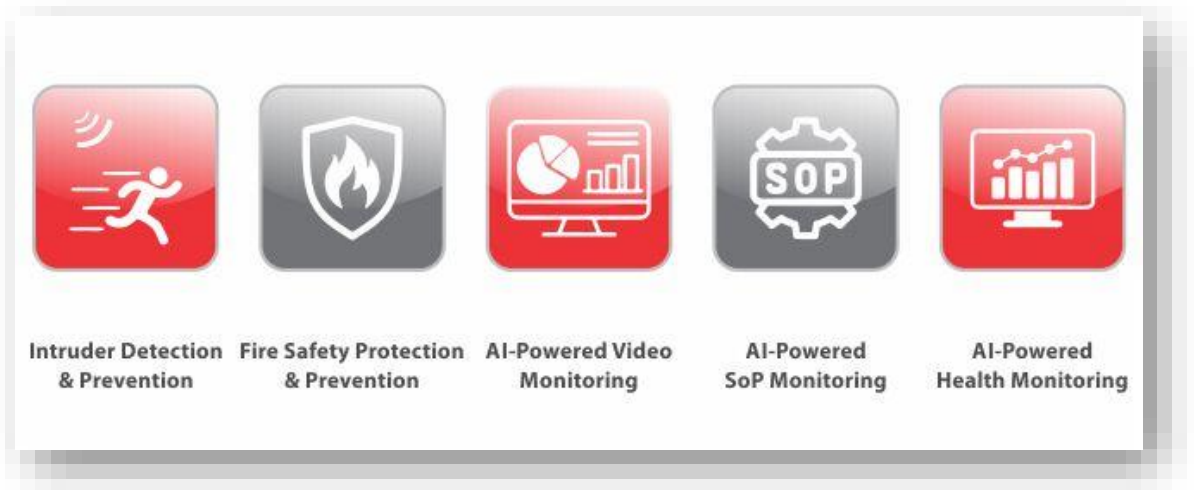 SOP
Intruder Detection
& Prevention
Fire Safety Protection
& Prevention
AI-Powered Video
Monitoring
AI-Powered
SoP Monitoring
AI-Powered
Health Monitoring